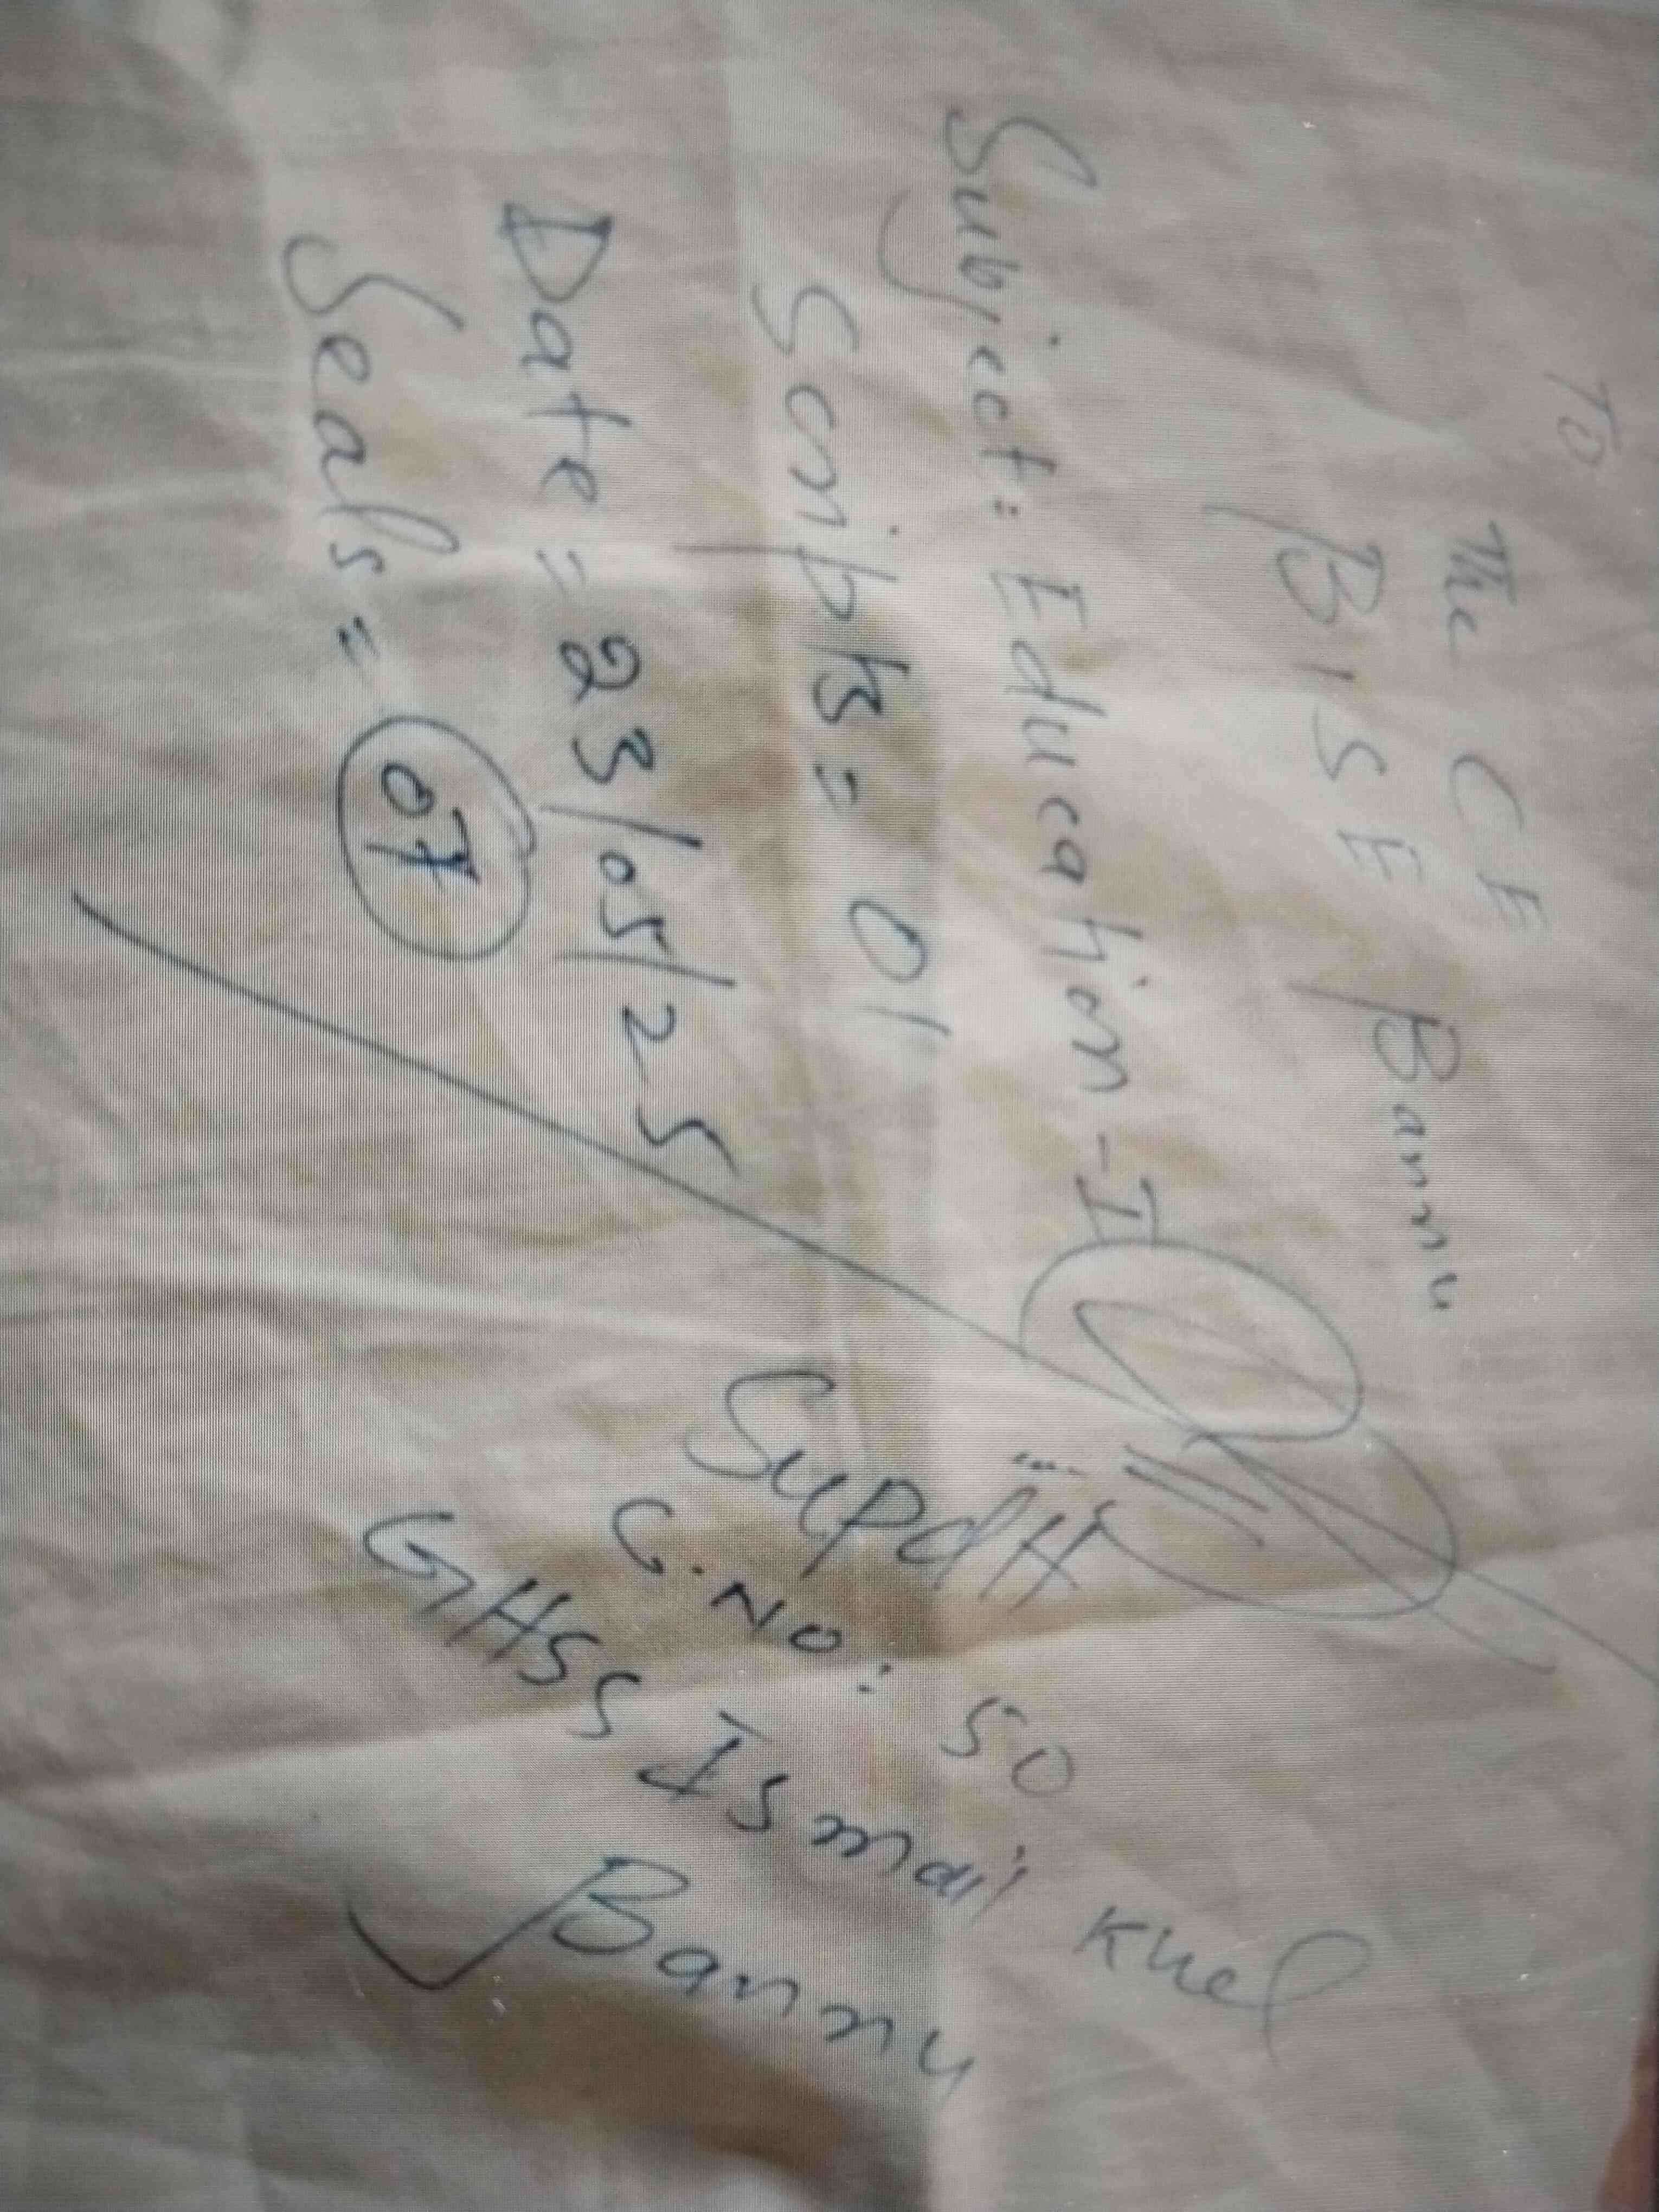 To
The CE
BISE Bannu
Subject: Education-I
Scripts = 01
Date = 23/05/25
Seals = 07
Supdtt
C.NO: 50
GHSS Ismail Khel
Bannu